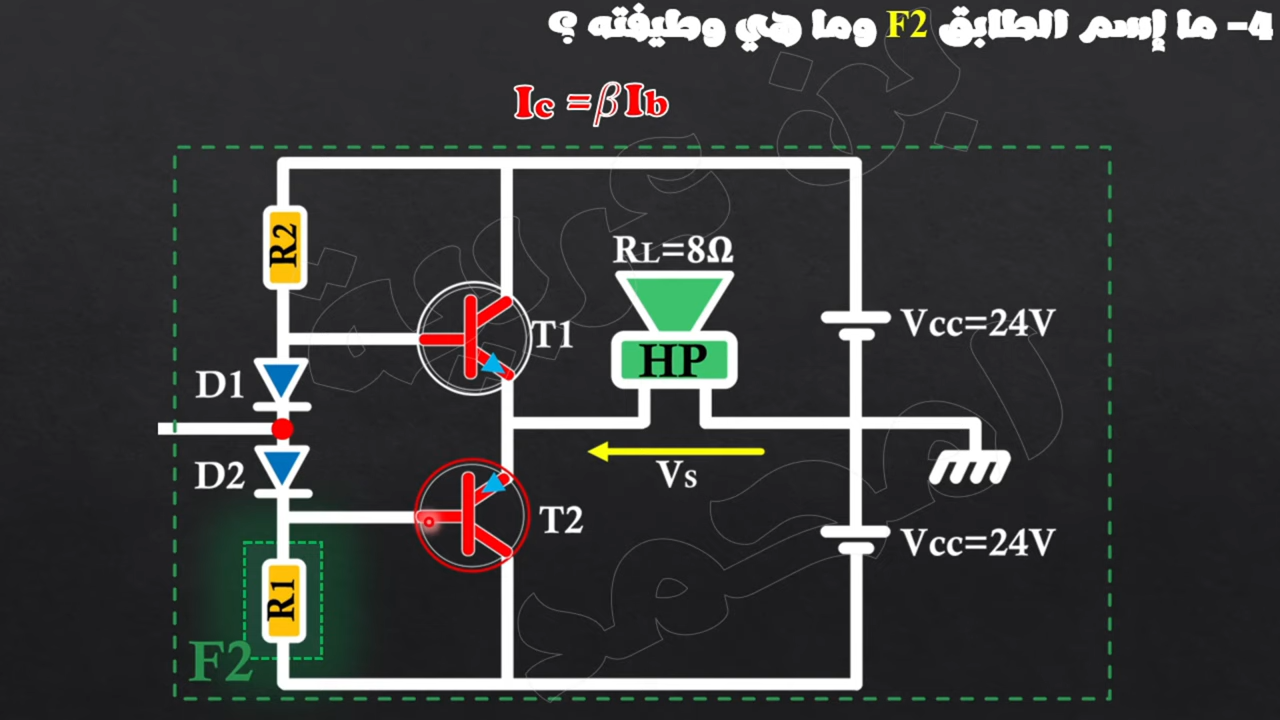 4- ما إسم الطابق F2 وما هي وظيفته ؟
Ic =βIb
R2
RL=8Ω
T1
Vcc=24V
HP
D1
D2
Vs
T2
Vcc=24V
R1
F2